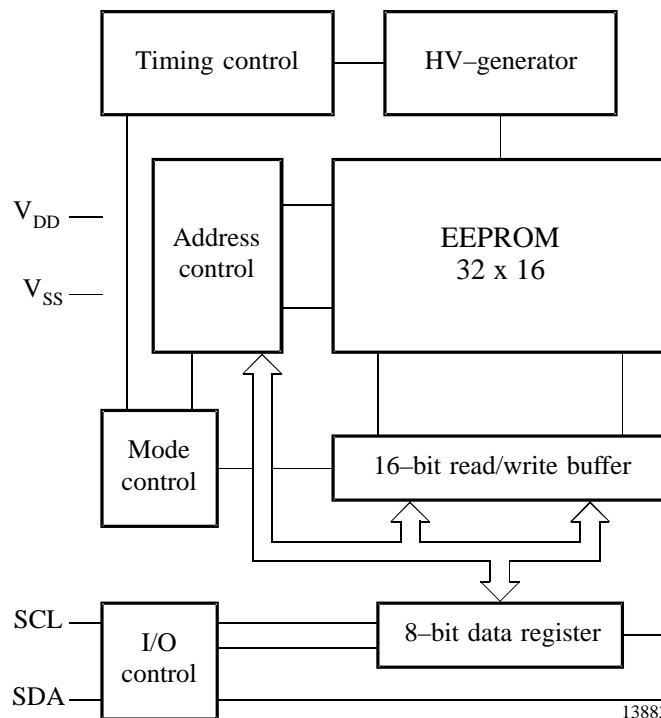 Timing control
HV–generator
V_DD
V_SS
Address
control
EEPROM
32 x 16
Mode
control
16–bit read/write buffer
SCL
SDA
I/O
control
8–bit data register